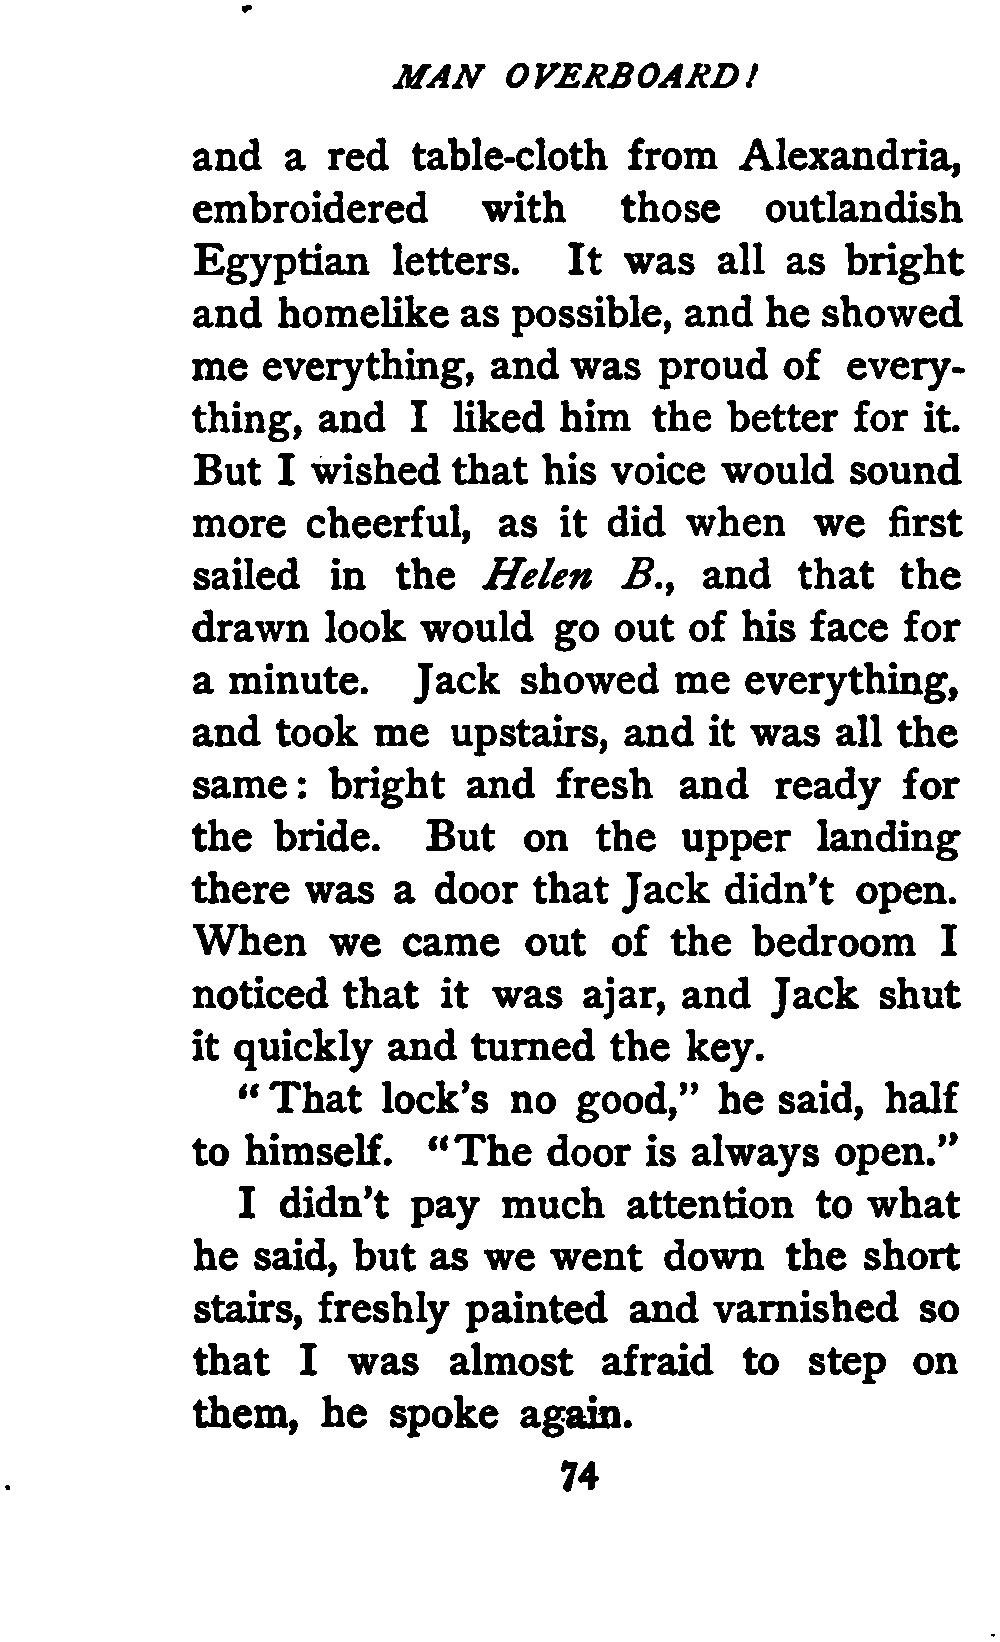 MAN OVERBOARD!
and a red table-cloth from Alexandria,
embroidered with those outlandish
Egyptian letters. It was all as bright
and homelike as possible, and he showed
me everything, and was proud of every-
thing, and I liked him the better for it.
But I wished that his voice would sound
more cheerful, as it did when we first
sailed in the Helen B., and that the
drawn look would go out of his face for
a minute. Jack showed me everything,
and took me upstairs, and it was all the
same: bright and fresh and ready for
the bride. But on the upper landing
there was a door that Jack didn't open.
When we came out of the bedroom I
noticed that it was ajar, and Jack shut
it quickly and turned the key.
"That lock's no good," he said, half
to himself. "The door is always open."
I didn't pay much attention to what
he said, but as we went down the short
stairs, freshly painted and varnished so
that I was almost afraid to step on
them, he spoke again.
74